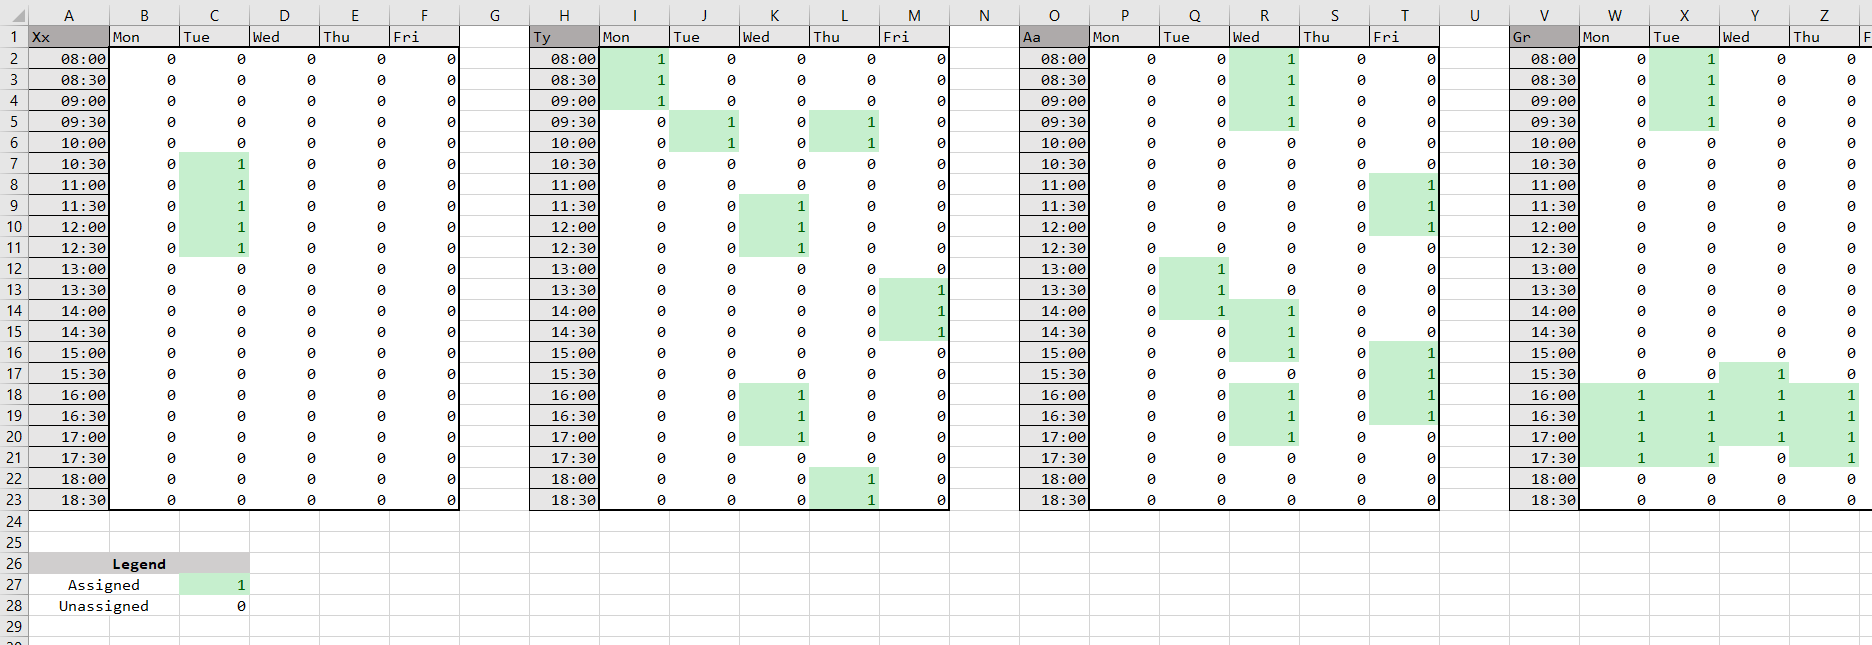 A B C D E F G H I J K L M N O P Q R S T U V W X Y Z
1 Xx Mon Tue Wed Thu Fri Ty Mon Tue Wed Thu Fri Aa Mon Tue Wed Thu Fri Gr Mon Tue Wed Thu F
2 08:00 0 0 0 0 0 08:00 1 0 0 0 0 08:00 0 0 1 0 0 08:00 0 1 0 0
3 08:30 0 0 0 0 0 08:30 1 0 0 0 0 08:30 0 0 1 0 0 08:30 0 1 0 0
4 09:00 0 0 0 0 0 09:00 1 0 0 0 0 09:00 0 0 1 0 0 09:00 0 1 0 0
5 09:30 0 0 0 0 0 09:30 0 1 0 1 0 09:30 0 0 1 0 0 09:30 0 1 0 0
6 10:00 0 0 0 0 0 10:00 0 1 0 1 0 10:00 0 0 0 0 0 10:00 0 0 0 0
7 10:30 0 1 0 0 0 10:30 0 0 0 0 0 10:30 0 0 0 0 0 10:30 0 0 0 0
8 11:00 0 1 0 0 0 11:00 0 0 0 0 0 11:00 0 0 0 0 1 11:00 0 0 0 0
9 11:30 0 1 0 0 0 11:30 0 0 1 0 0 11:30 0 0 0 0 1 11:30 0 0 0 0
10 12:00 0 1 0 0 0 12:00 0 0 1 0 0 12:00 0 0 0 0 1 12:00 0 0 0 0
11 12:30 0 1 0 0 0 12:30 0 0 1 0 0 12:30 0 0 0 0 0 12:30 0 0 0 0
12 13:00 0 0 0 0 0 13:00 0 0 0 0 0 13:00 0 1 0 0 0 13:00 0 0 0 0
13 13:30 0 0 0 0 0 13:30 0 0 0 0 1 13:30 0 1 0 0 0 13:30 0 0 0 0
14 14:00 0 0 0 0 0 14:00 0 0 0 0 1 14:00 0 1 1 0 0 14:00 0 0 0 0
15 14:30 0 0 0 0 0 14:30 0 0 0 0 1 14:30 0 0 1 0 0 14:30 0 0 0 0
16 15:00 0 0 0 0 0 15:00 0 0 0 0 0 15:00 0 0 1 0 1 15:00 0 0 0 0
17 15:30 0 0 0 0 0 15:30 0 0 0 0 0 15:30 0 0 0 0 1 15:30 0 0 1 0
18 16:00 0 0 0 0 0 16:00 0 0 1 0 0 16:00 0 0 1 0 1 16:00 1 1 1 1
19 16:30 0 0 0 0 0 16:30 0 0 1 0 0 16:30 0 0 1 0 1 16:30 1 1 1 1
20 17:00 0 0 0 0 0 17:00 0 0 1 0 0 17:00 0 0 1 0 0 17:00 1 1 1 1
21 17:30 0 0 0 0 0 17:30 0 0 0 0 0 17:30 0 0 0 0 0 17:30 1 1 0 1
22 18:00 0 0 0 0 0 18:00 0 0 0 1 0 18:00 0 0 0 0 0 18:00 0 0 0 0
23 18:30 0 0 0 0 0 18:30 0 0 0 1 0 18:30 0 0 0 0 0 18:30 0 0 0 0
24
25
26 Legend
27 Assigned 1
28 Unassigned 0
29